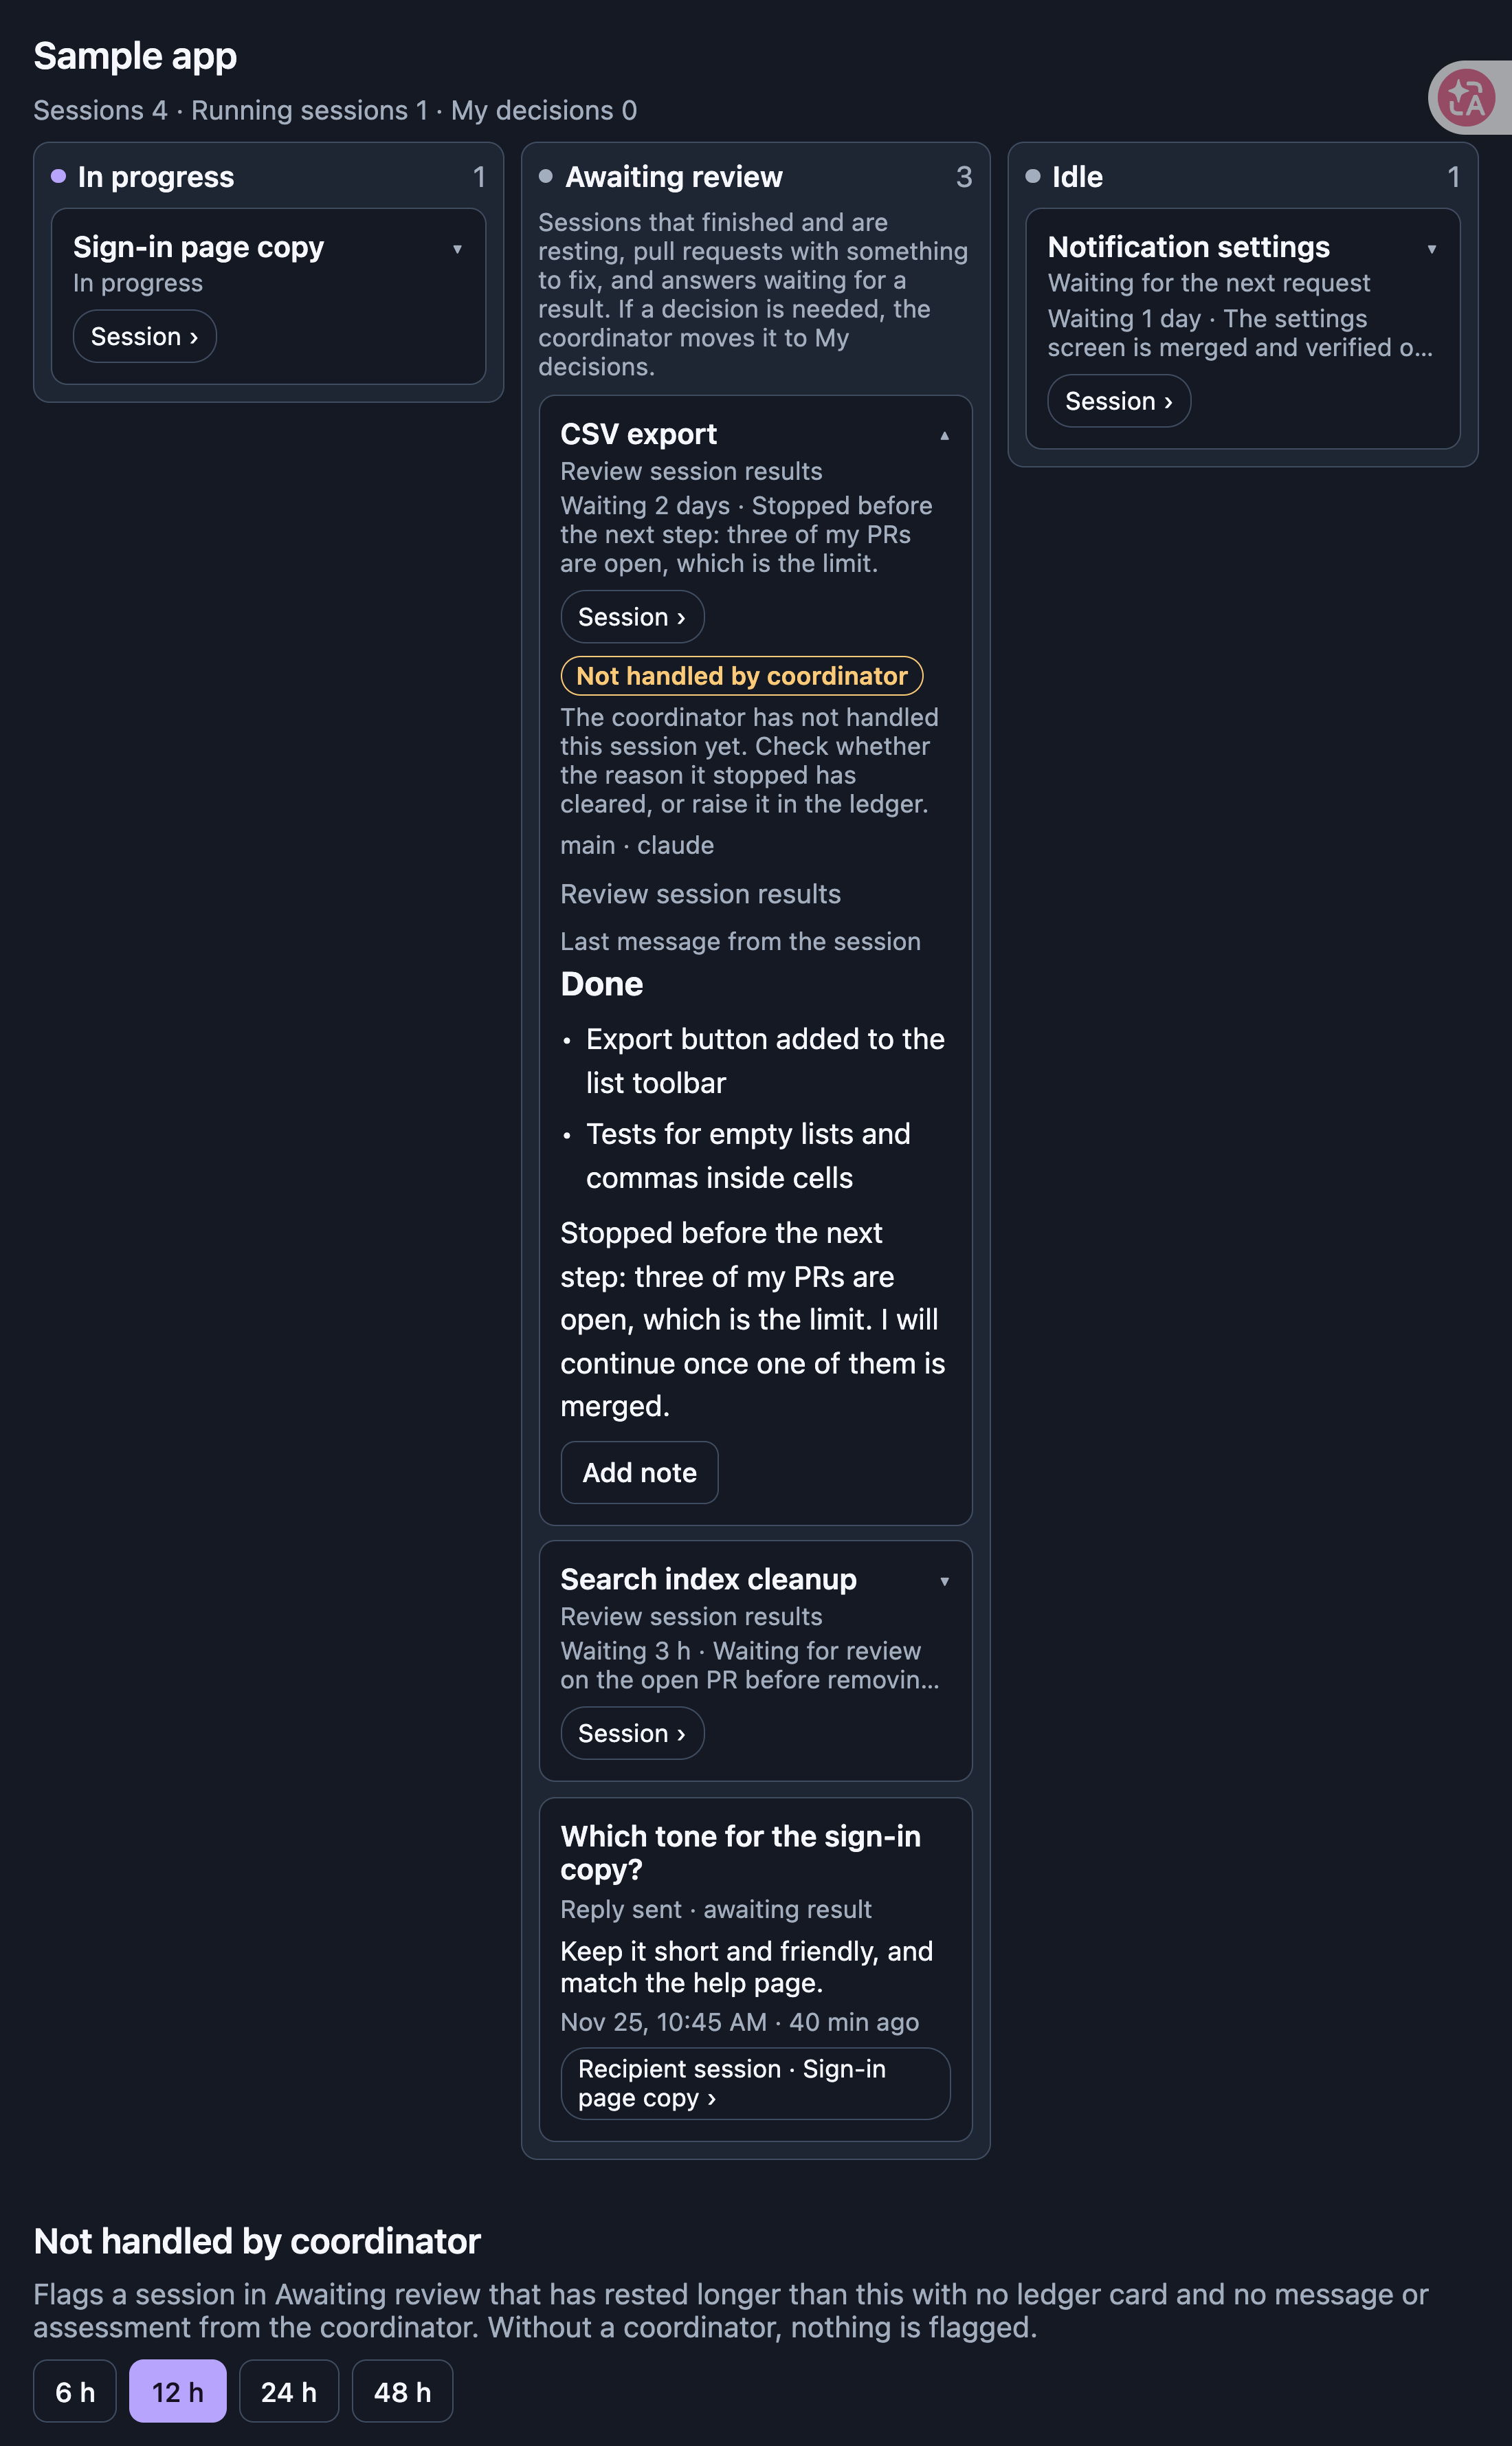 Sample app
Sessions 4 · Running sessions 1 · My decisions 0
In progress
1
Sign-in page copy
▾
In progress
Session ›
Awaiting review
3
Sessions that finished and are
resting, pull requests with something
to fix, and answers waiting for a
result. If a decision is needed, the
coordinator moves it to My
decisions.
CSV export
▴
Review session results
Waiting 2 days · Stopped before
the next step: three of my PRs
are open, which is the limit.
Session ›
Not handled by coordinator
The coordinator has not handled
this session yet. Check whether
the reason it stopped has
cleared, or raise it in the ledger.
main · claude
Review session results
Last message from the session
Done
• Export button added to the
list toolbar
• Tests for empty lists and
commas inside cells
Stopped before the next
step: three of my PRs are
open, which is the limit. I will
continue once one of them is
merged.
Add note
Search index cleanup
▾
Review session results
Waiting 3 h · Waiting for review
on the open PR before removin...
Session ›
Which tone for the sign-in
copy?
Reply sent · awaiting result
Keep it short and friendly, and
match the help page.
Nov 25, 10:45 AM · 40 min ago
Recipient session · Sign-in
page copy ›
Idle
1
Notification settings
▾
Waiting for the next request
Waiting 1 day · The settings
screen is merged and verified o...
Session ›
A
Not handled by coordinator
Flags a session in Awaiting review that has rested longer than this with no ledger card and no message or
assessment from the coordinator. Without a coordinator, nothing is flagged.
6 h
12 h
24 h
48 h